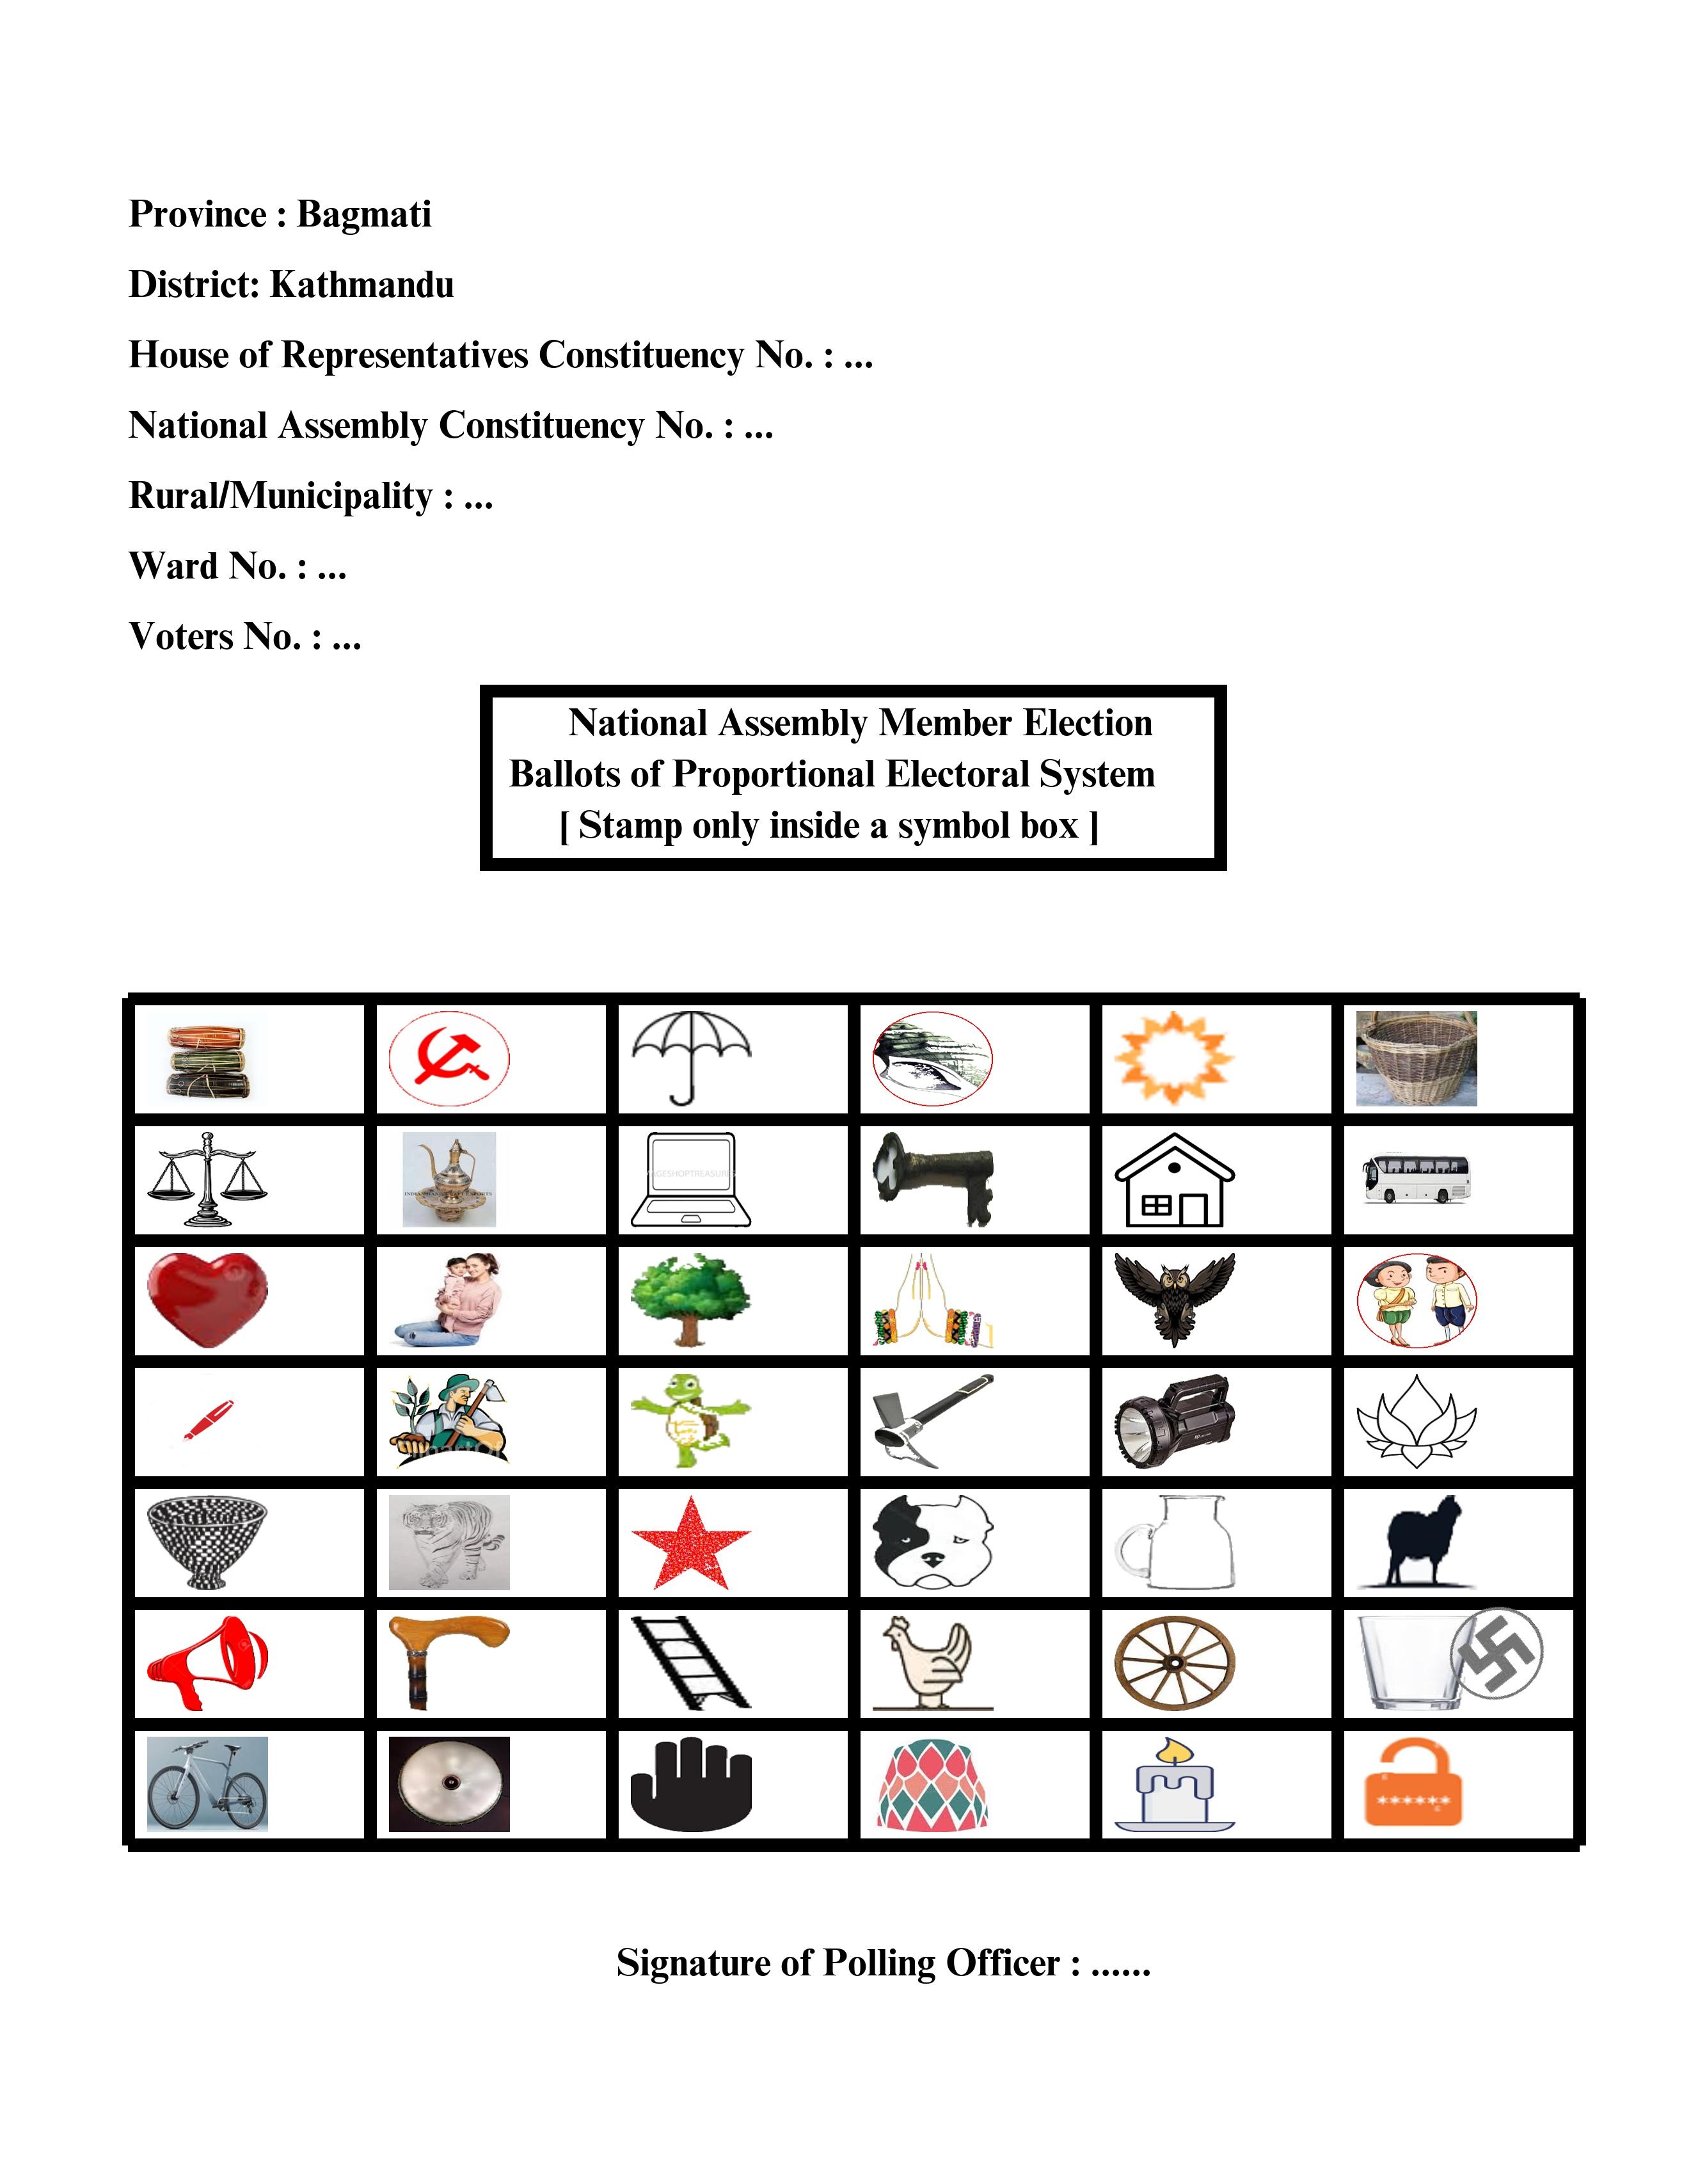 Province : Bagmati
District: Kathmandu
House of Representatives Constituency No. : ...
National Assembly Constituency No. : ...
Rural/Municipality : ...
Ward No. : ...
Voters No. : ...
National Assembly Member Election
Ballots of Proportional Electoral System
[ Stamp only inside a symbol box ]
Signature of Polling Officer : ......